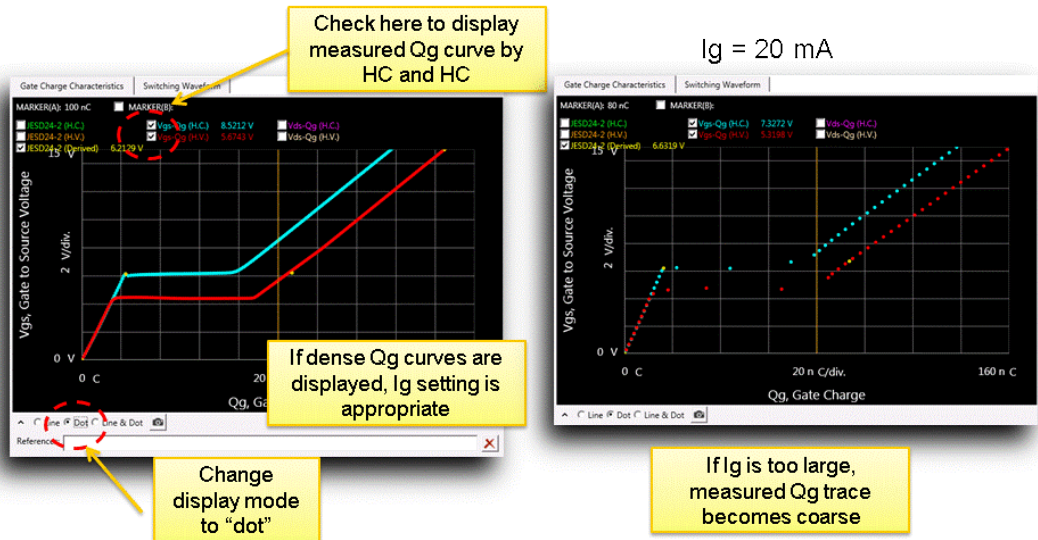 Check here to display
measured Qg curve by
HC and HC
Ig = 20 mA
Gate Charge Characteristics
Switching Waveform
MARKER(A): 100 nC
MARKER(B):
JESD24-2 (H.C.)
Vgs-Qg (H.C.) 8.5212 V
Vds-Qg (H.C.)
JESD24-2 (H.V.)
Vgs-Qg (H.V.) 5.6743 V
Vds-Qg (H.V.)
JESD24-2 (Derived) 6.2129 V
15 V
Vgs, Gate to Source Voltage
2 V/div.
0 V
0 C
20
Qg, Ga
If dense Qg curves are
displayed, Ig setting is
appropriate
Line Dot Line & Dot
Reference:
Change
display mode
to “dot”
Gate Charge Characteristics
Switching Waveform
MARKER(A): 80 nC
MARKER(B):
JESD24-2 (H.C.)
Vgs-Qg (H.C.) 7.3272 V
Vds-Qg (H.C.)
JESD24-2 (H.V.)
Vgs-Qg (H.V.) 5.3198 V
Vds-Qg (H.V.)
JESD24-2 (Derived) 6.6319 V
15 V
Vgs, Gate to Source Voltage
2 V/div.
0 V
0 C
20 n C/div.
160 n C
Qg, Gate Charge
Line Dot Line & Dot
If Ig is too large,
measured Qg trace
becomes coarse